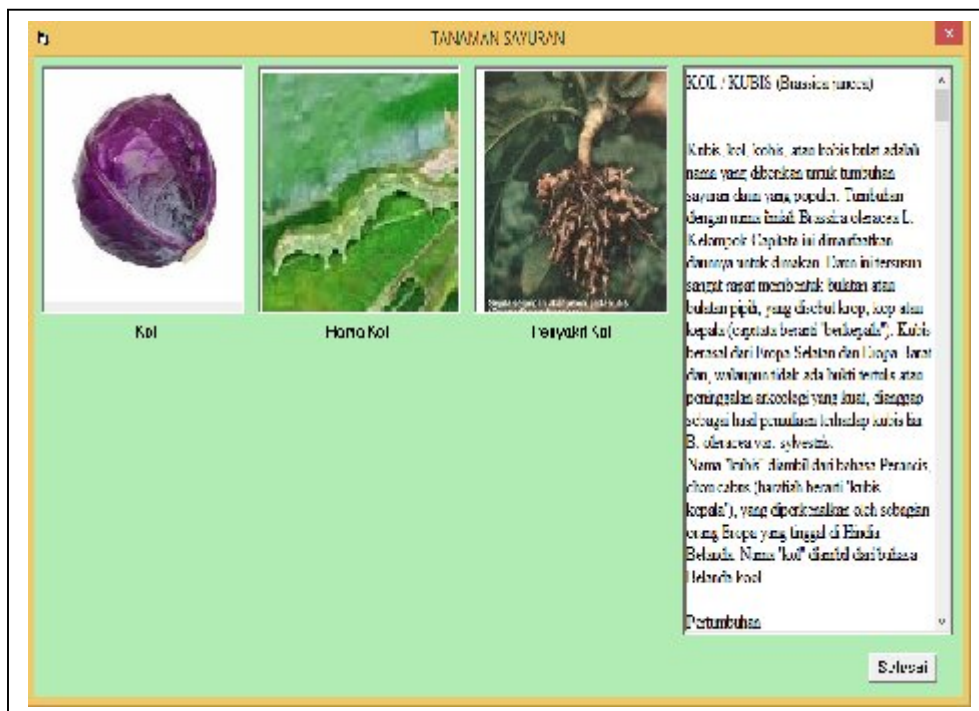 TANAMAN SAYURAN
Kol
Hama Kol
Penyakit Kol
KOL / KUBIS (Brassica juncea)
Kubis, kol, kobis, atau kobis bulat adalah
nama yang diberikan untuk tumbuhan
sayuran daun yang populer. Tumbuhan
dengan nama ilmiah Brassica oleracea L.
Kelompok Capitata ini dimanfaatkan
daunnya untuk dimakan. Daun ini tersusun
sangat rapat membentuk bulatan atau
bulatan pipih, yang disebut krop, kop atau
kepala (capitata berarti "berkepala"). Kubis
berasal dari Eropa Selatan dan Eropa Barat
dan, walaupun tidak ada bukti tertulis atau
peninggalan arkeologi yang kuat, dianggap
sebagai hasil pemuliaan terhadap kubis liar
B. oleracea var. sylvestris.
Nama "kubis" diambil dari bahasa Perancis,
chou cabus (harafiah berarti "kubis
kepala"), yang diperkenalkan oleh sebagian
orang Eropa yang tinggal di Hindia
Belanda. Nama "kol" diambil dari bahasa
Belanda kool
Pertumbuhan
Selesai